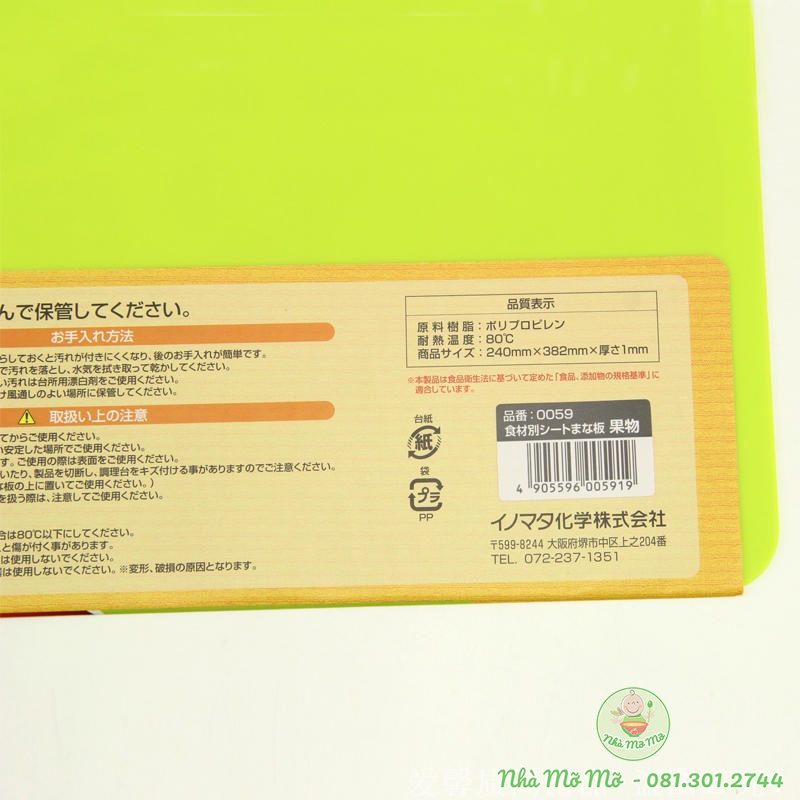 んで保管してください。
お手入れ方法
らしておくと汚れが付きにくくなり、後のお手入れが簡単です。
で汚れを落とし、水気を拭き取って乾かしてください。
い汚れは台所用漂白剤をご使用ください。
け風通しのよい場所に保管してください。
取扱い上の注意
てからご使用ください。
い安定した場所でご使用ください。
す。ご使用の際は表面をご使用ください。
いたり、製品を切断し、調理台をキズ付ける事がありますのでご注意ください。
な板の上に置いてご使用ください。)
を扱う際は、注意してご使用ください。
合は80℃以下にしてください。
と傷が付く事があります。
は使用しないでください。
は使用しないでください。※変形、破損の原因となります。
品質表示
原料樹脂:ポリプロピレン
耐熱温度:80℃
商品サイズ:240mm×382mm×厚さ1mm
※本製品は食品衛生法に基づいて定めた「食品、添加物の規格基準」に
適合しています。
台紙
紙
袋
プラ
PP
品番:0059
食材別シートまな板 果物
4 905596 005919
イノマタ化学株式会社
〒599-8244 大阪府堺市中区上之204番
TEL. 072-237-1351
Nhà Mỡ Mỡ
Nhà Mỡ Mỡ - 081.301.2744